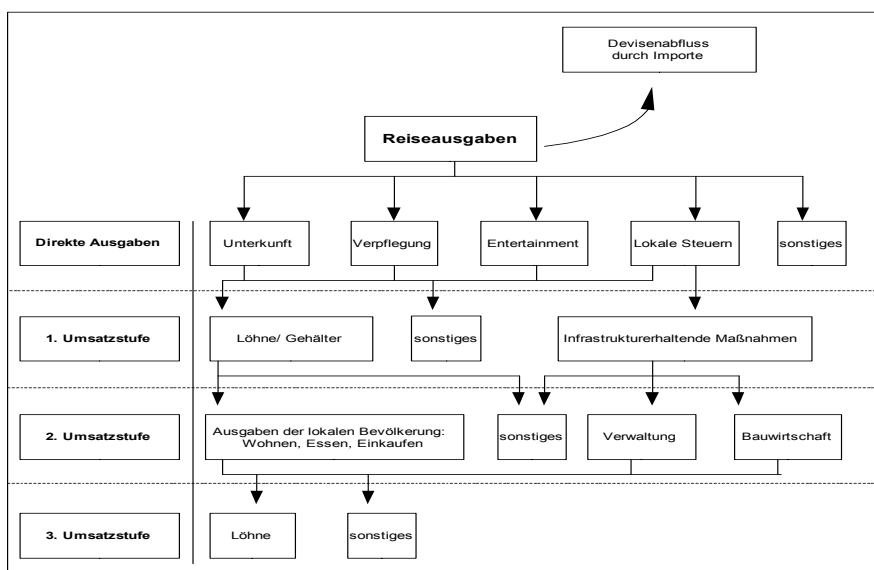 Devisenabfluss
durch Importe
Reiseausgaben
Direkte Ausgaben
Unterkunft
Verpflegung
Entertainment
Lokale Steuern
sonstiges
1. Umsatzstufe
Löhne/ Gehälter
sonstiges
Infrastrukturerhaltende Maßnahmen
2. Umsatzstufe
Ausgaben der lokalen Bevölkerung:
Wohnen, Essen, Einkaufen
sonstiges
Verwaltung
Bauwirtschaft
3. Umsatzstufe
Löhne
sonstiges